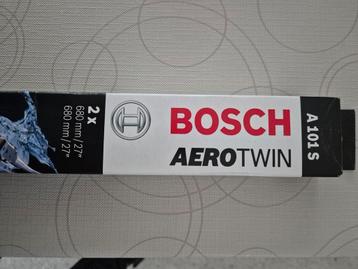 2 x
680 mm / 27"
680 mm / 27"
BOSCH
AEROTWIN
A 101 S